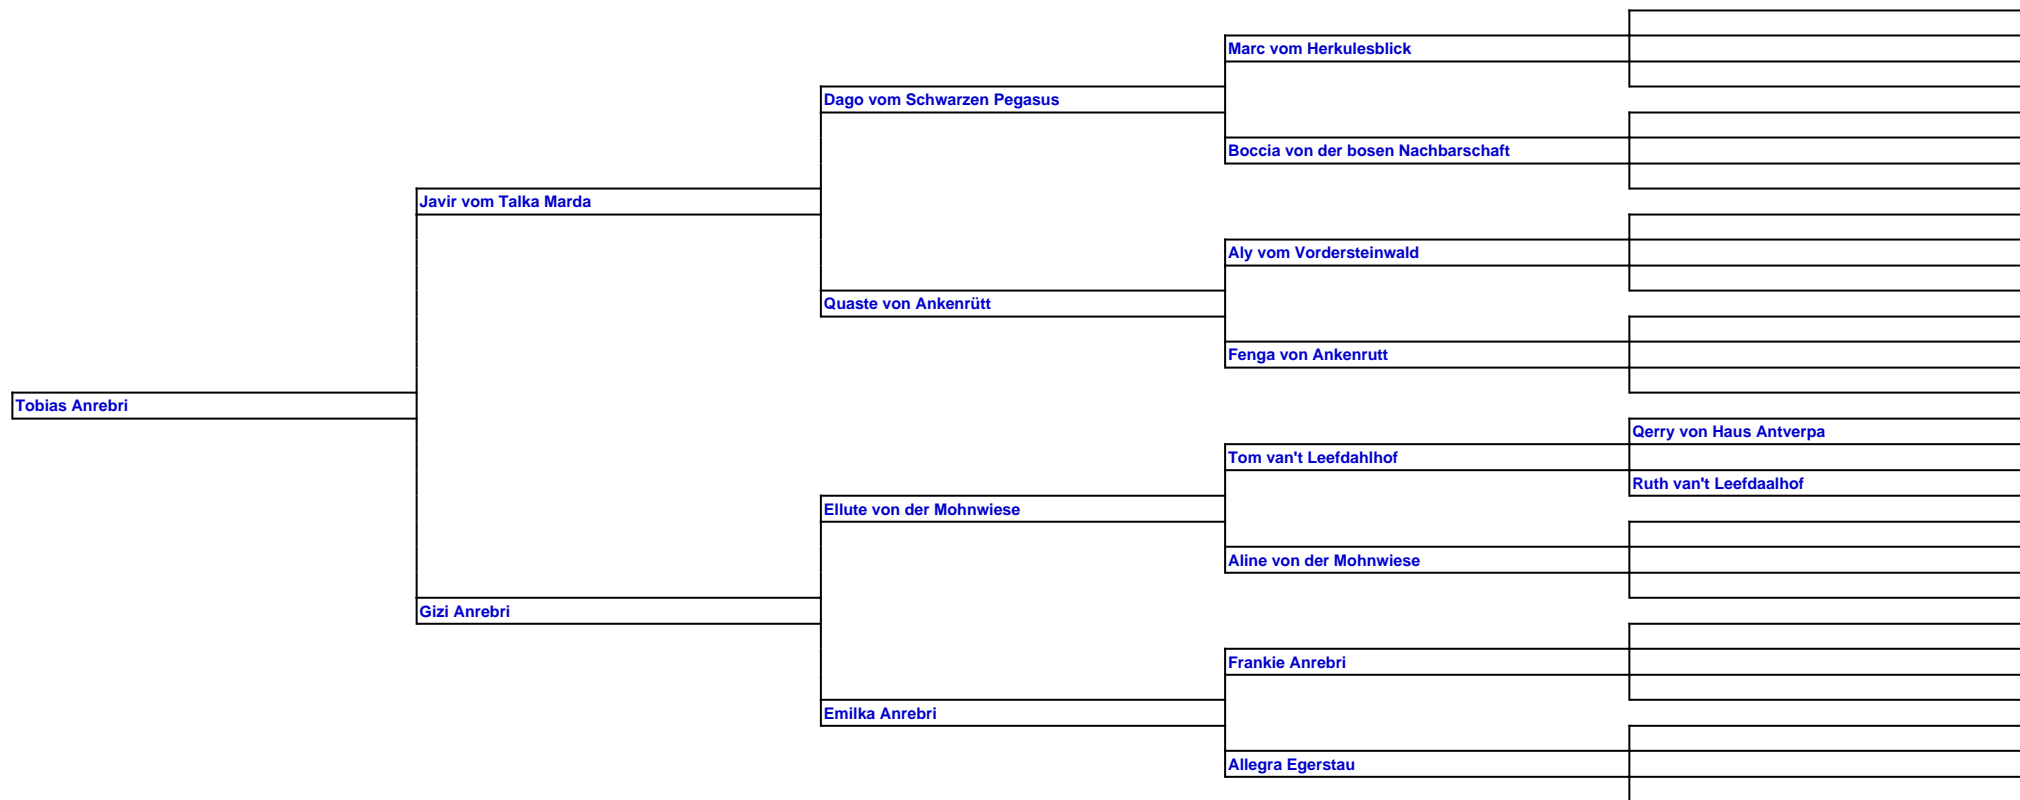 Marc vom Herkulesblick
Dago vom Schwarzen Pegasus
Boccia von der bosen Nachbarschaft
Javir vom Talka Marda
Aly vom Vordersteinwald
Quaste von Ankenrütt
Fenga von Ankenrutt
Tobias Anrebri
Qerry von Haus Antverpa
Tom van't Leefdahlhof
Ruth van't Leefdaalhof
Ellute von der Mohnwiese
Aline von der Mohnwiese
Gizi Anrebri
Frankie Anrebri
Emilka Anrebri
Allegra Egerstau